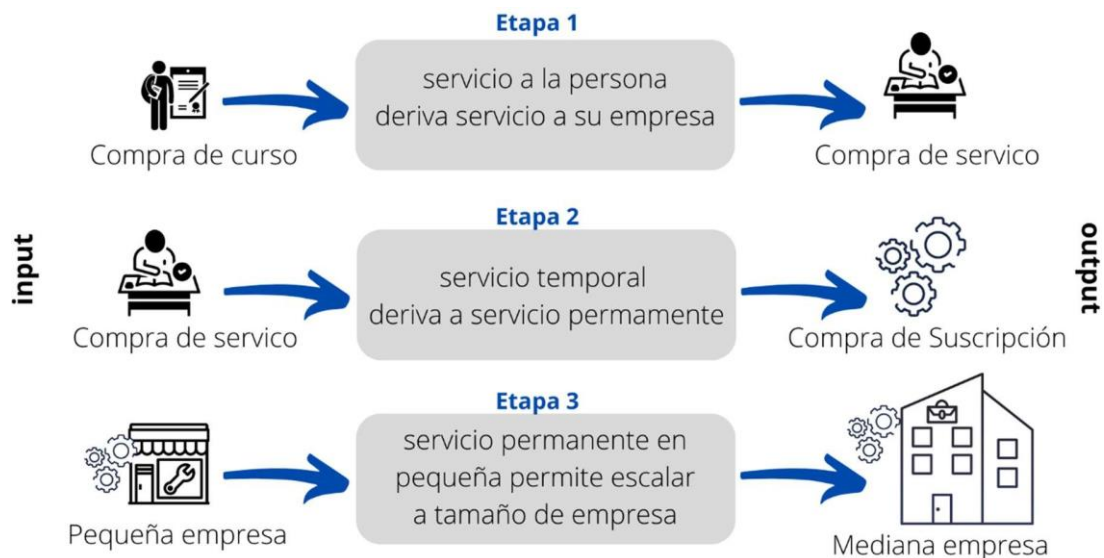 Etapa 1
servicio a la persona
deriva servicio a su empresa
Compra de curso
Compra de servico
Etapa 2
input
output
servicio temporal
deriva a servicio permamente
Compra de servico
Compra de Suscripción
Etapa 3
servicio permanente en
pequeña permite escalar
a tamaño de empresa
Pequeña empresa
Mediana empresa